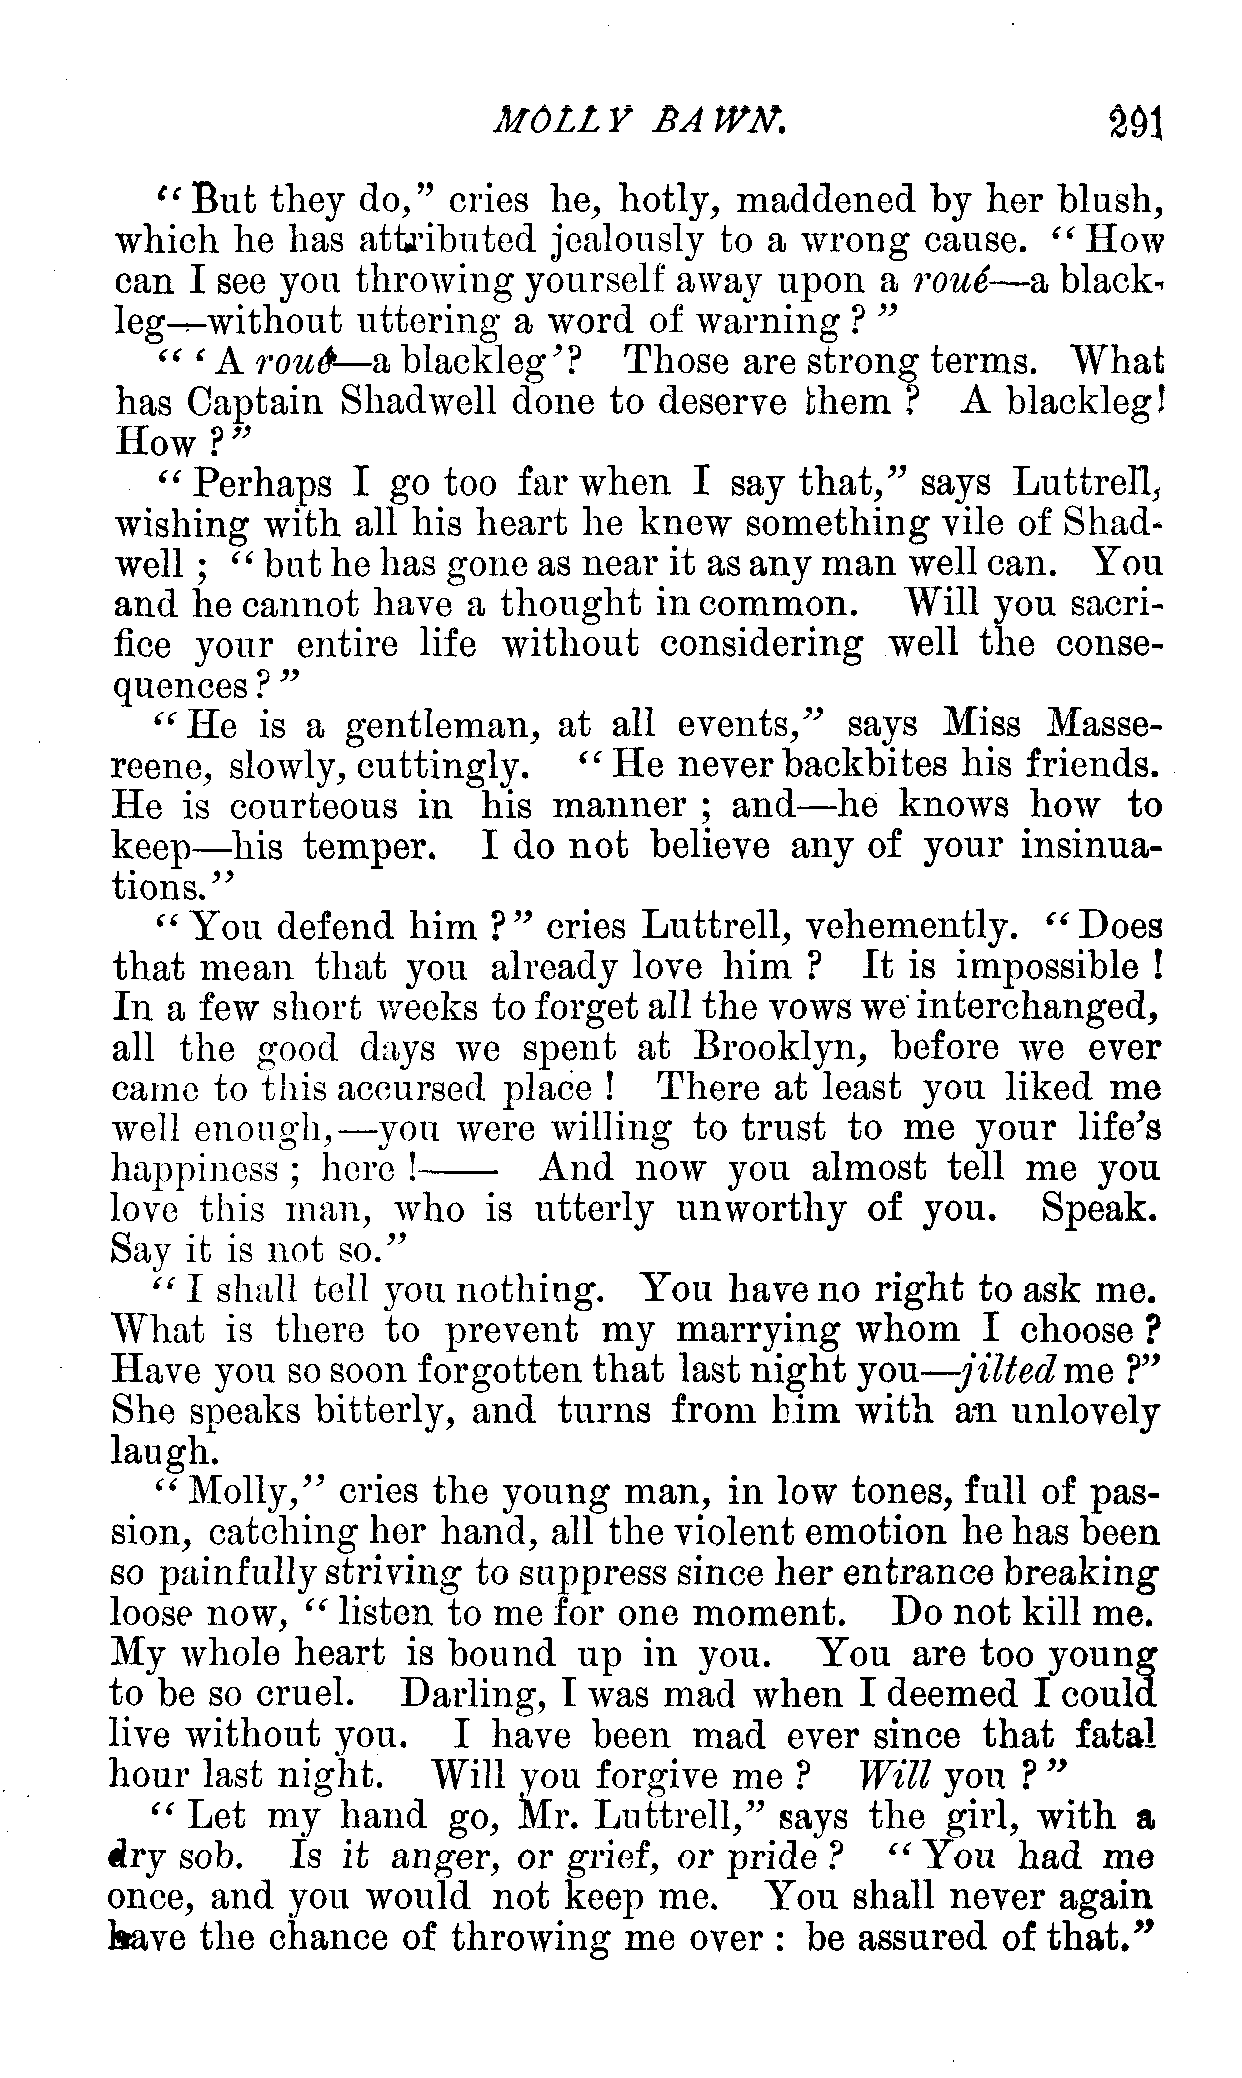 MOLLY BAWN. 291
"But they do," cries he, hotly, maddened by her blush,
which he has attributed jealously to a wrong cause. "How
can I see you throwing yourself away upon a roué—a black-
leg—without uttering a word of warning?"
"'A roué—a blackleg'? Those are strong terms. What
has Captain Shadwell done to deserve them? A blackleg!
How?"
"Perhaps I go too far when I say that," says Luttrell,
wishing with all his heart he knew something vile of Shad-
well; "but he has gone as near it as any man well can. You
and he cannot have a thought in common. Will you sacri-
fice your entire life without considering well the conse-
quences?"
"He is a gentleman, at all events," says Miss Masse-
reene, slowly, cuttingly. "He never backbites his friends.
He is courteous in his manner; and—he knows how to
keep—his temper. I do not believe any of your insinua-
tions."
"You defend him?" cries Luttrell, vehemently. "Does
that mean that you already love him? It is impossible!
In a few short weeks to forget all the vows we interchanged,
all the good days we spent at Brooklyn, before we ever
came to this accursed place! There at least you liked me
well enough,—you were willing to trust to me your life's
happiness; here!—— And now you almost tell me you
love this man, who is utterly unworthy of you. Speak.
Say it is not so."
"I shall tell you nothing. You have no right to ask me.
What is there to prevent my marrying whom I choose?
Have you so soon forgotten that last night you—jilted me?"
She speaks bitterly, and turns from him with an unlovely
laugh.
"Molly," cries the young man, in low tones, full of pas-
sion, catching her hand, all the violent emotion he has been
so painfully striving to suppress since her entrance breaking
loose now, "listen to me for one moment. Do not kill me.
My whole heart is bound up in you. You are too young
to be so cruel. Darling, I was mad when I deemed I could
live without you. I have been mad ever since that fatal
hour last night. Will you forgive me? Will you?"
"Let my hand go, Mr. Luttrell," says the girl, with a
dry sob. Is it anger, or grief, or pride? "You had me
once, and you would not keep me. You shall never again
have the chance of throwing me over: be assured of that."